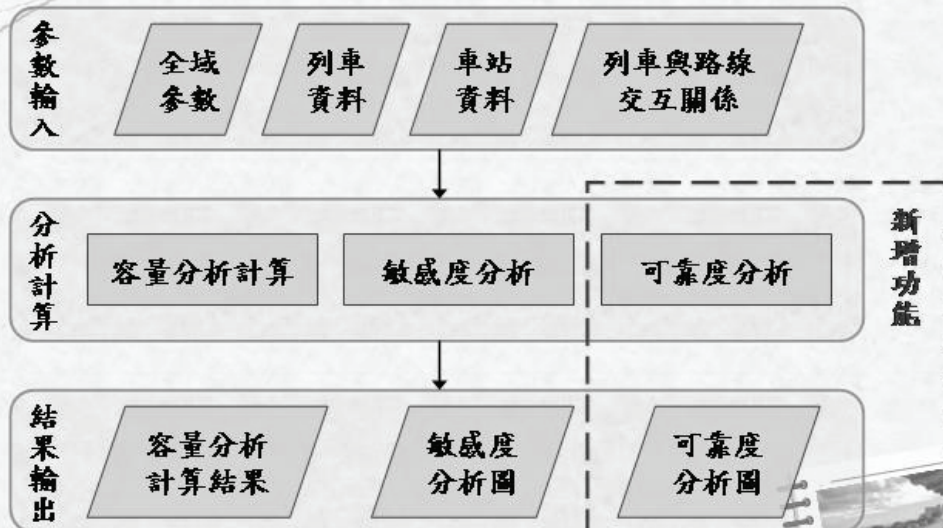 參數輸入
全域
參數
列車
資料
車站
資料
列車與路線
交互關係
分析計算
容量分析計算
敏感度分析
可靠度分析
新增功能
結果輸出
容量分析
計算結果
敏感度
分析圖
可靠度
分析圖